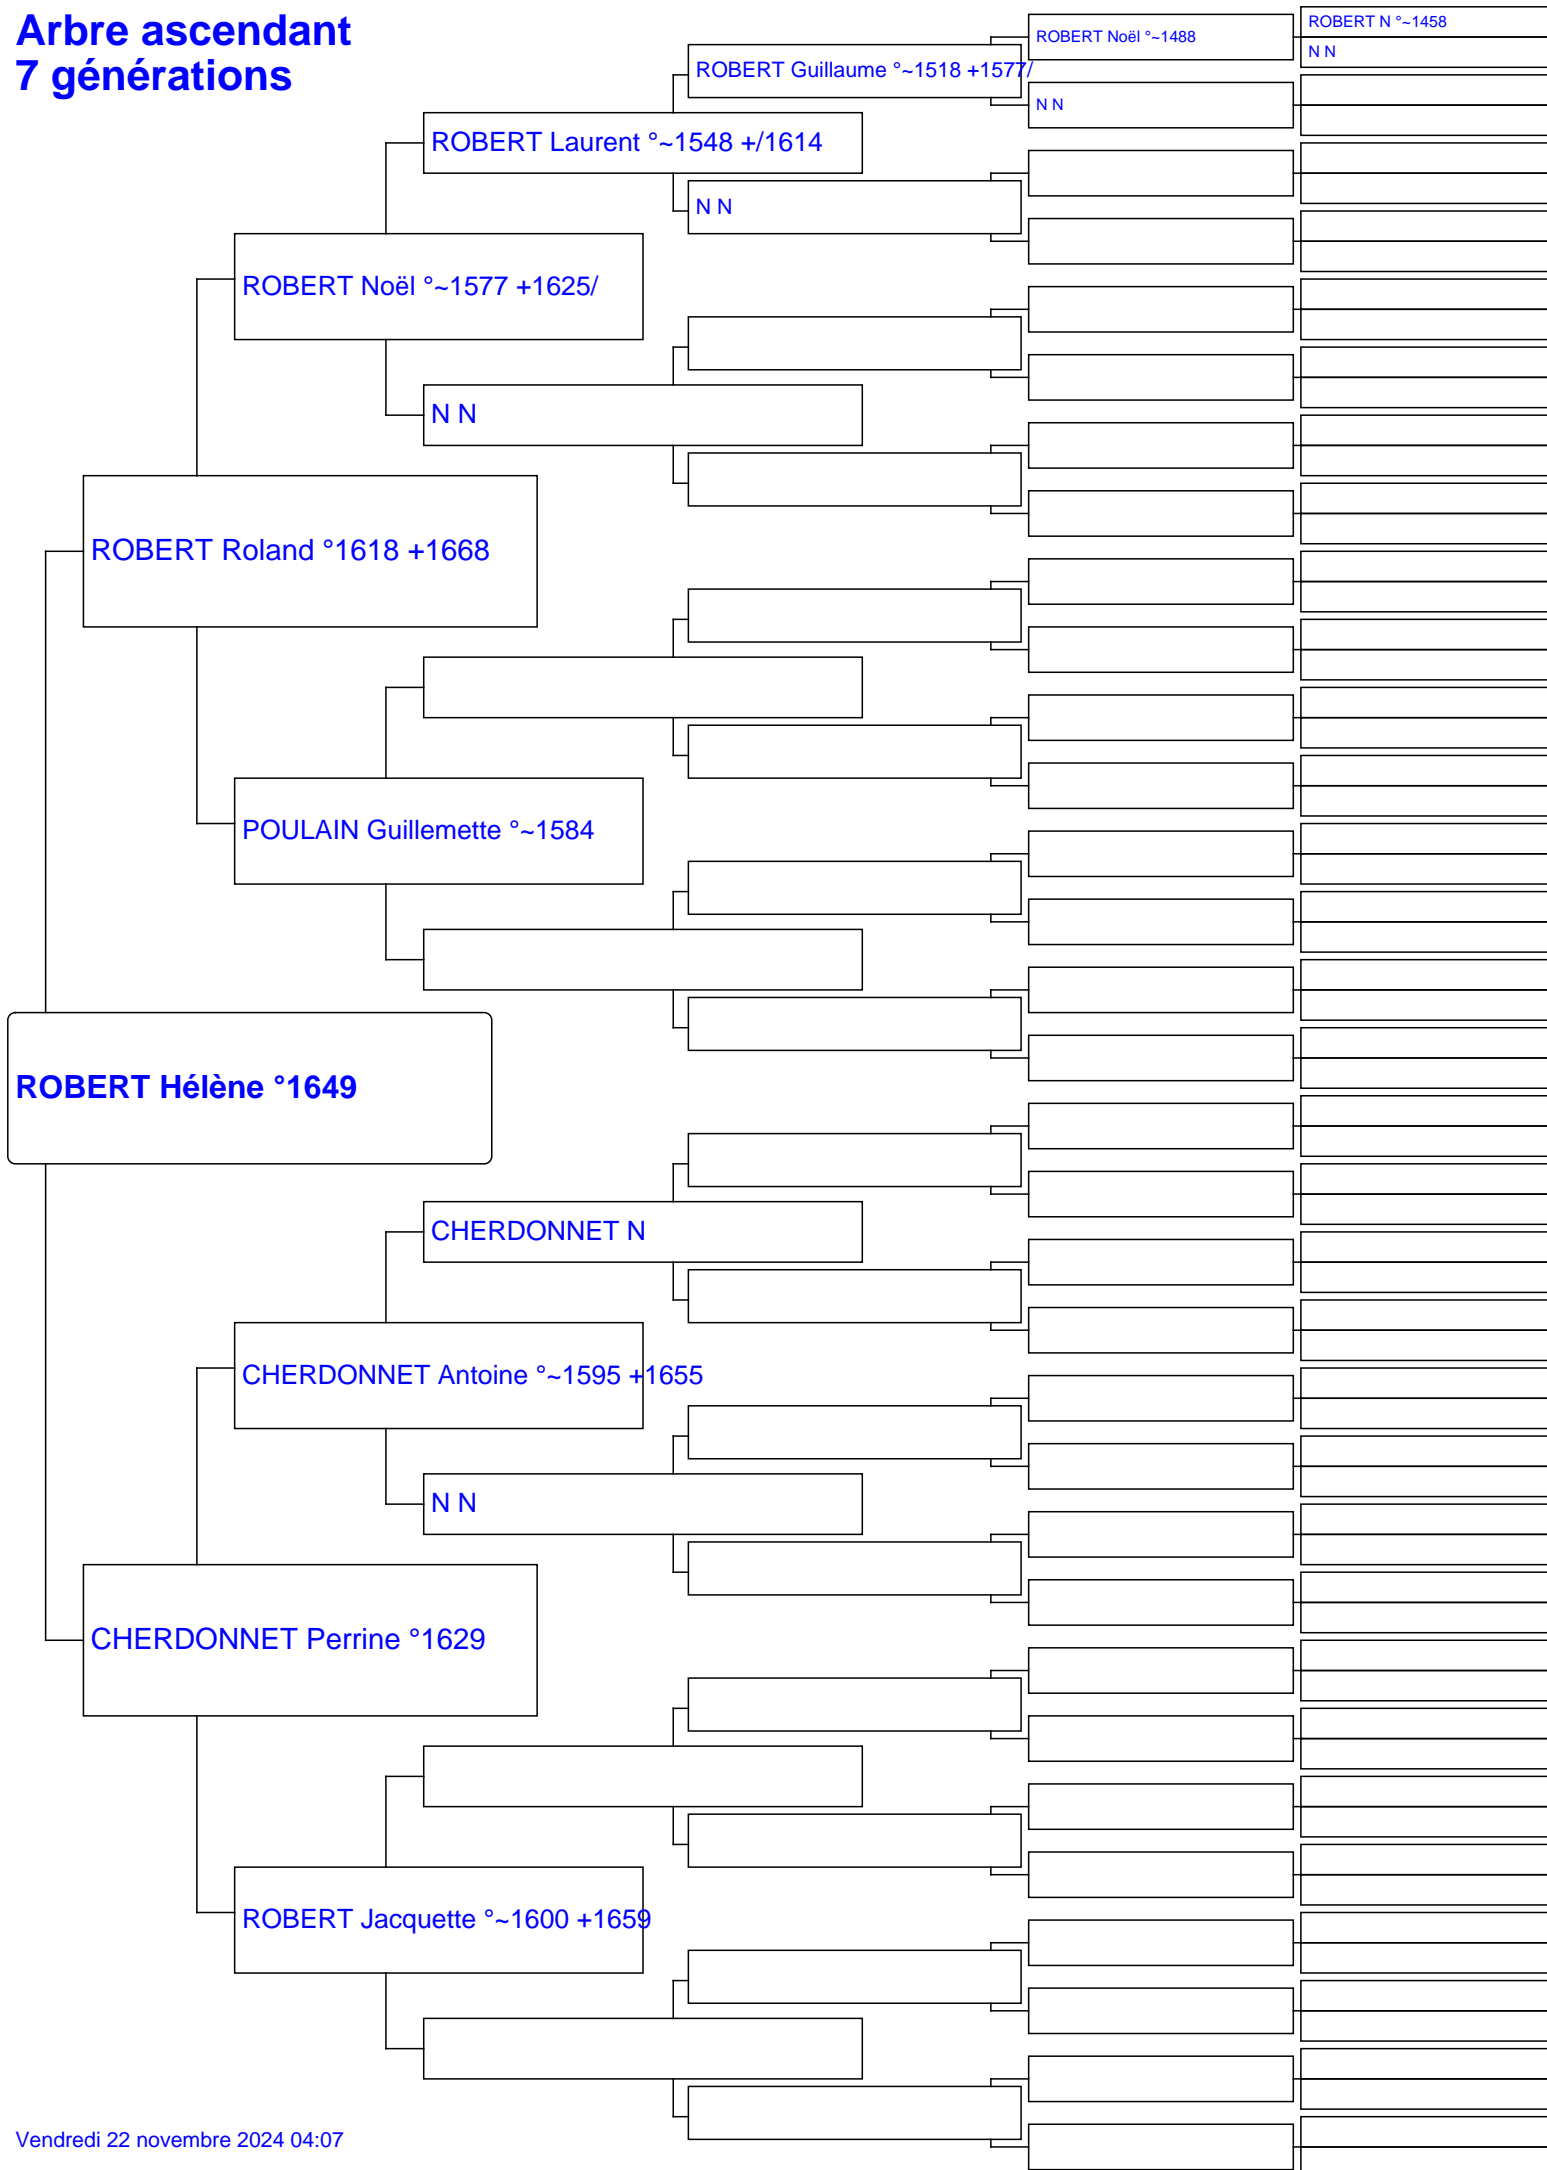 Arbre ascendant
7 générations
ROBERT N °~1458
ROBERT Noël °~1488
N N
ROBERT Guillaume °~1518 +1577/
N N
ROBERT Laurent °~1548 +/1614
N N
ROBERT Noël °~1577 +1625/
N N
ROBERT Roland °1618 +1668
POULAIN Guillemette °~1584
ROBERT Hélène °1649
CHERDONNET N
CHERDONNET Antoine °~1595 +1655
N N
CHERDONNET Perrine °1629
ROBERT Jacquette °~1600 +1659
Vendredi 22 novembre 2024 04:07